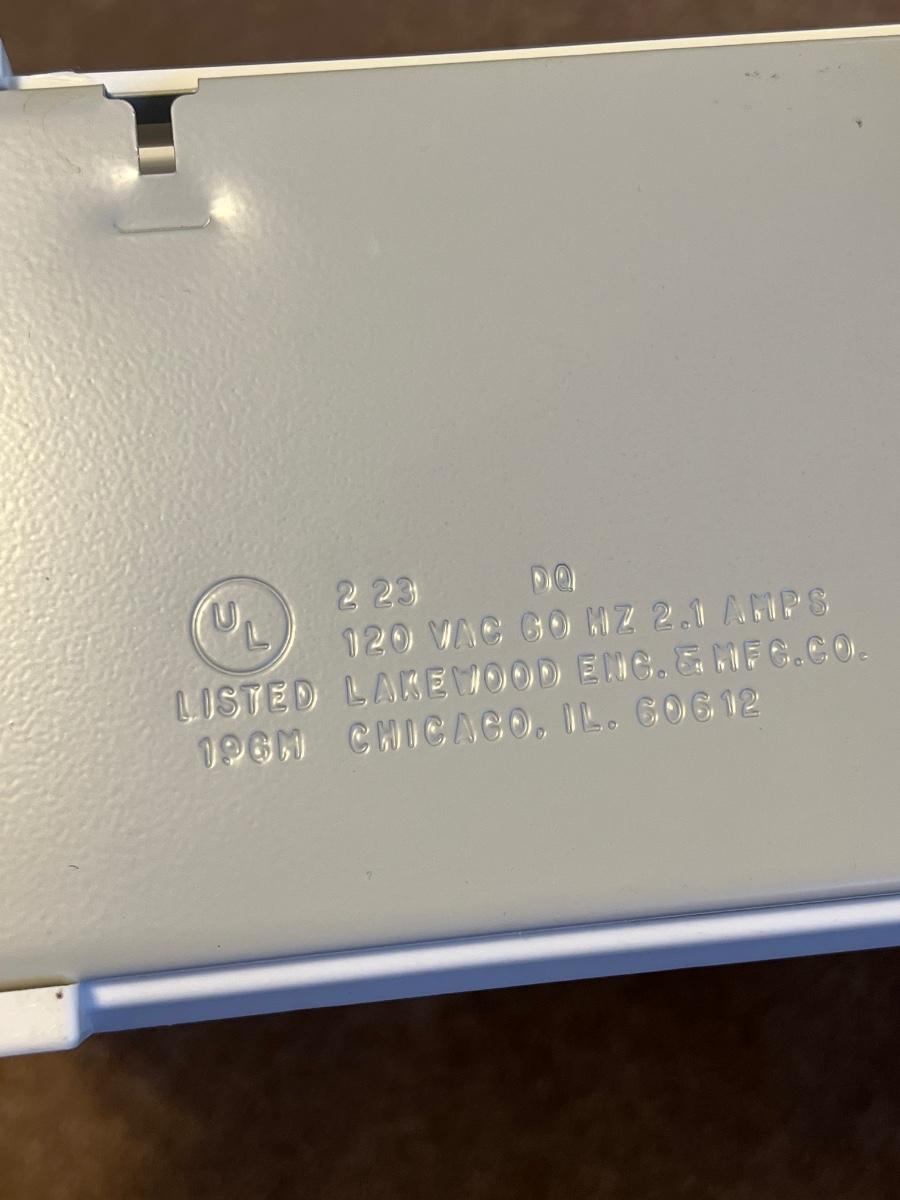 UL
LISTED
196M
2 23 DQ
120 VAC 60 HZ 2.1 AMPS
LAKEWOOD ENG. & MFG. CO.
CHICAGO, IL. 60612